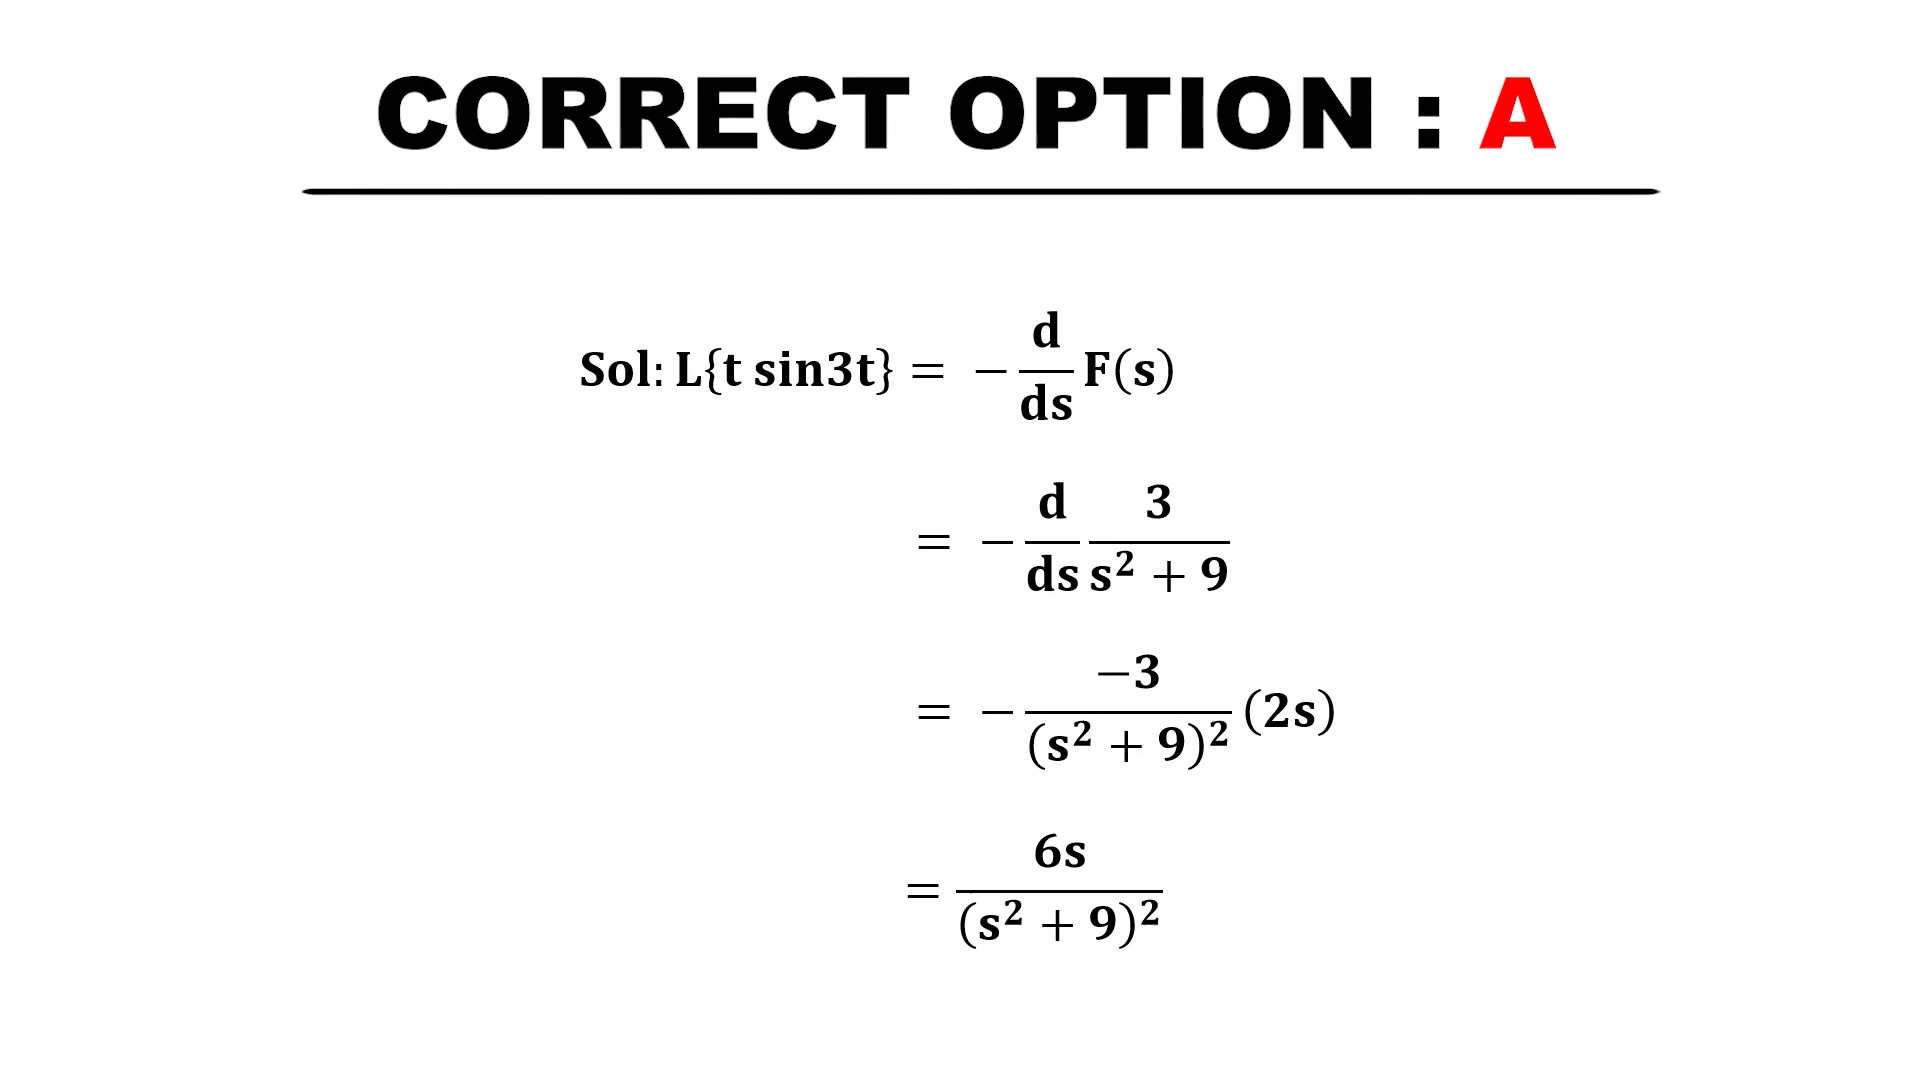 CORRECT OPTION : A
Sol: L{t sin3t} = − d/ds F(s)
= − d/ds 3/(s² + 9)
= − −3/(s² + 9)² (2s)
= 6s/(s² + 9)²